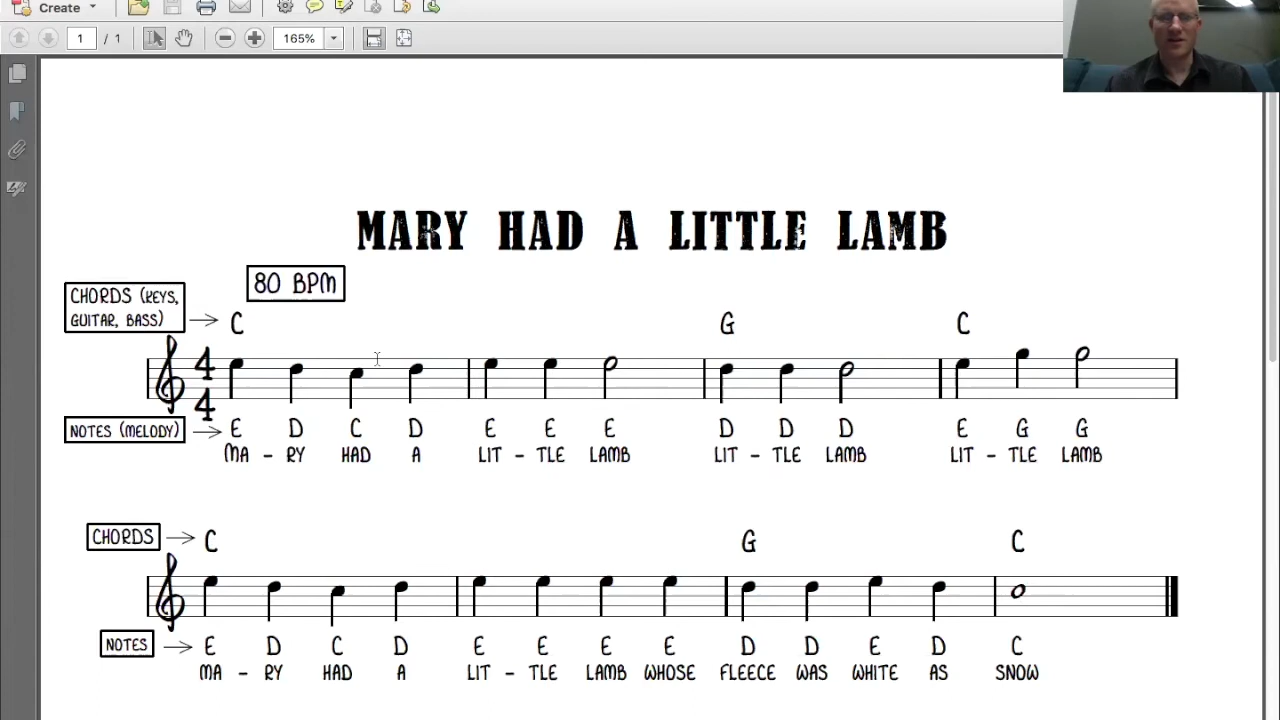 Create
1 / 1
165%
MARY HAD A LITTLE LAMB
80 BPM
CHORDS (KEYS,
GUITAR, BASS)
C G C
4
4
NOTES (MELODY) E D C D E E E D D D E G G
MA - RY HAD A LIT - TLE LAMB LIT - TLE LAMB LIT - TLE LAMB
CHORDS C G C
NOTES E D C D E E E E D D E D C
MA - RY HAD A LIT - TLE LAMB WHOSE FLEECE WAS WHITE AS SNOW